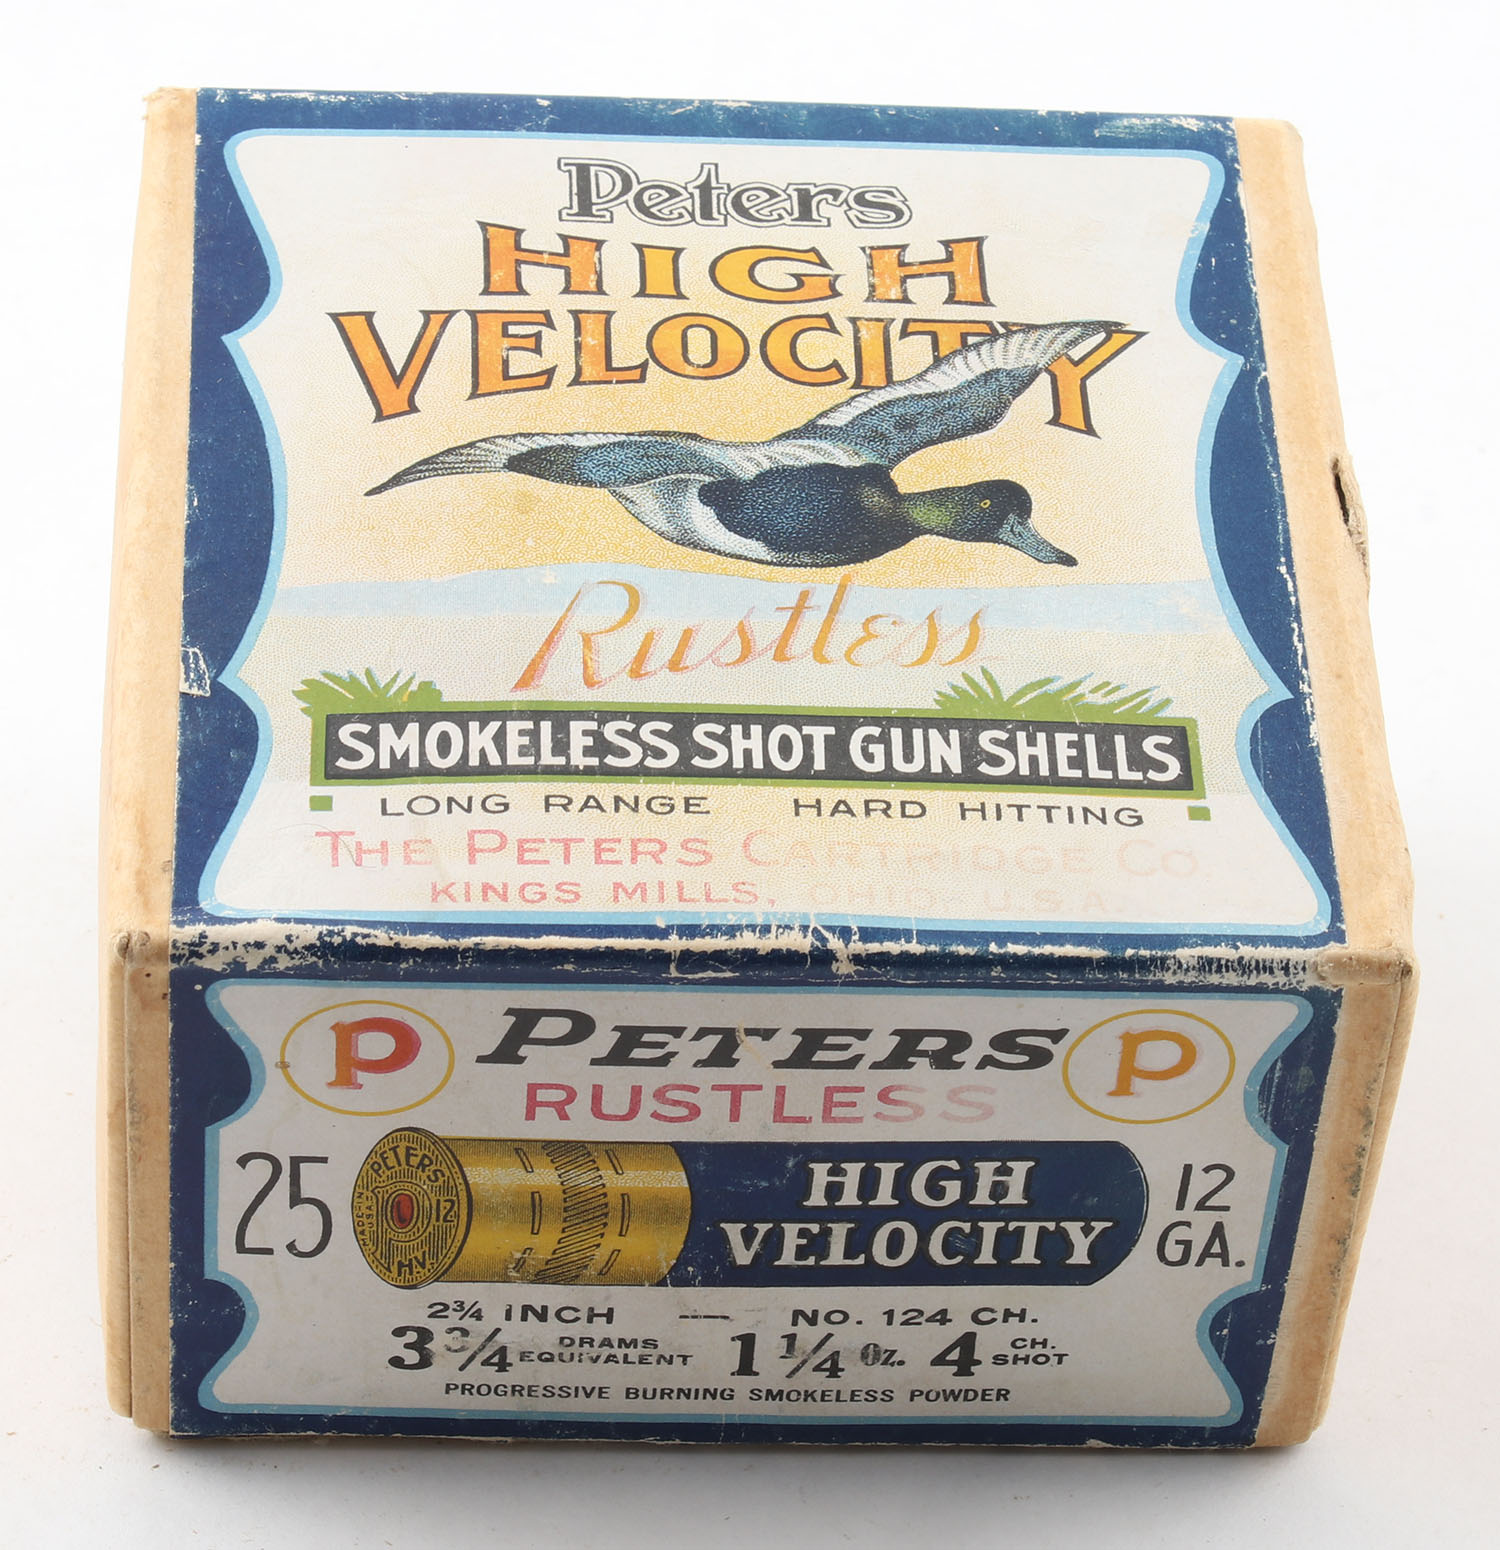 Peters
HIGH
VELOCITY
Rustless
SMOKELESS SHOT GUN SHELLS
LONG RANGE HARD HITTING
THE PETERS CARTRIDGE CO.
KINGS MILLS, OHIO U.S.A.
P PETERS P
RUSTLESS
25 PETERS 12 HV MADE IN U.S.A. HIGH VELOCITY 12 GA.
2¾ INCH — NO. 124 CH.
3¾ DRAMS EQUIVALENT 1¼ Oz. 4 CH. SHOT
PROGRESSIVE BURNING SMOKELESS POWDER